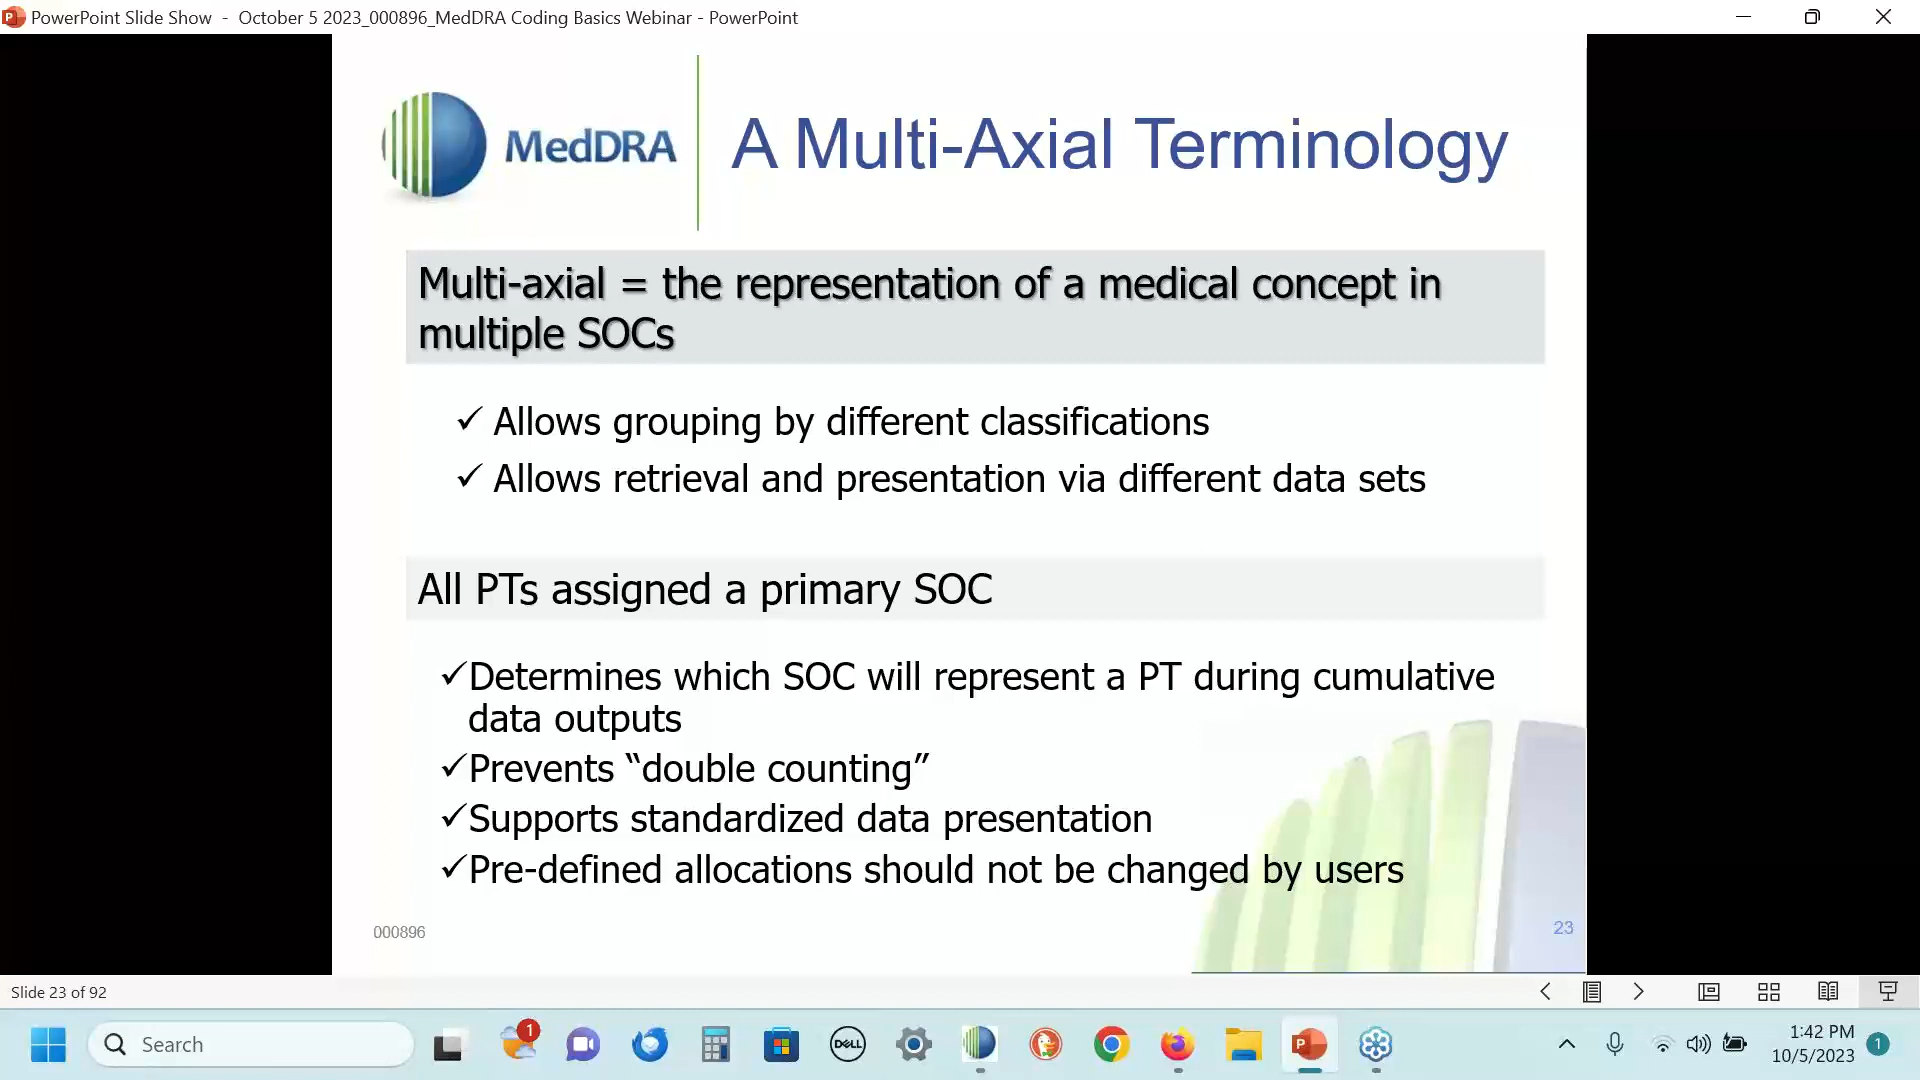 PowerPoint Slide Show - October 5 2023_000896_MedDRA Coding Basics Webinar - PowerPoint
MedDRA
A Multi-Axial Terminology
Multi-axial = the representation of a medical concept in
multiple SOCs
✓ Allows grouping by different classifications
✓ Allows retrieval and presentation via different data sets
All PTs assigned a primary SOC
✓Determines which SOC will represent a PT during cumulative
data outputs
✓Prevents “double counting”
✓Supports standardized data presentation
✓Pre-defined allocations should not be changed by users
000896
23
Slide 23 of 92
Search
1
DELL
1:42 PM
10/5/2023
1